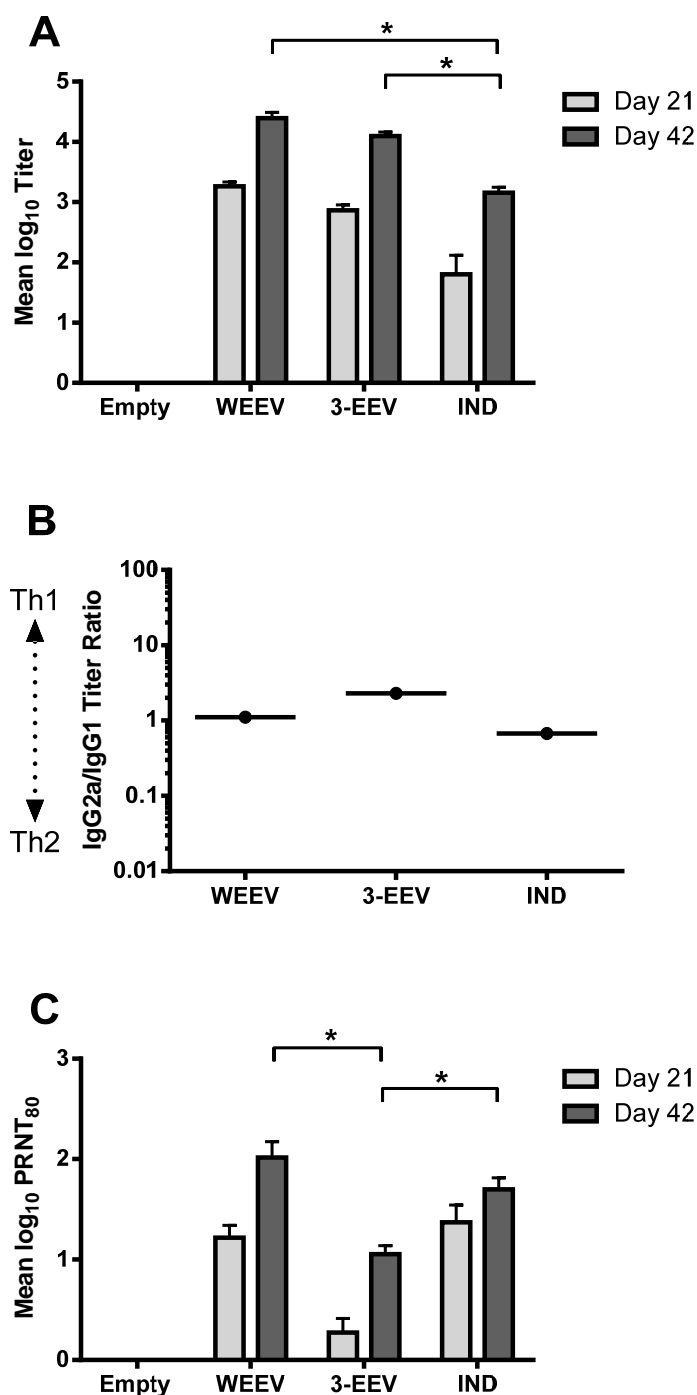 A
*
*
5
4
3
2
1
0
Mean log10 Titer
Day 21
Day 42
Empty WEEV 3-EEV IND
B
Th1
Th2
IgG2a/IgG1 Titer Ratio
100
10
1
0.1
0.01
WEEV 3-EEV IND
C
*
*
3
2
1
0
Mean log10 PRNT80
Day 21
Day 42
Empty WEEV 3-EEV IND